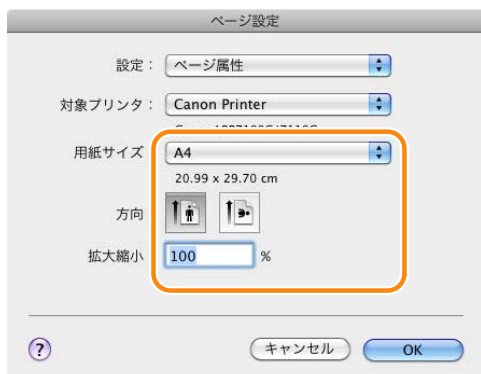 ページ設定
設定： ページ属性
対象プリンタ： Canon Printer
用紙サイズ A4
20.99 x 29.70 cm
方向
拡大縮小 100 %
? キャンセル OK